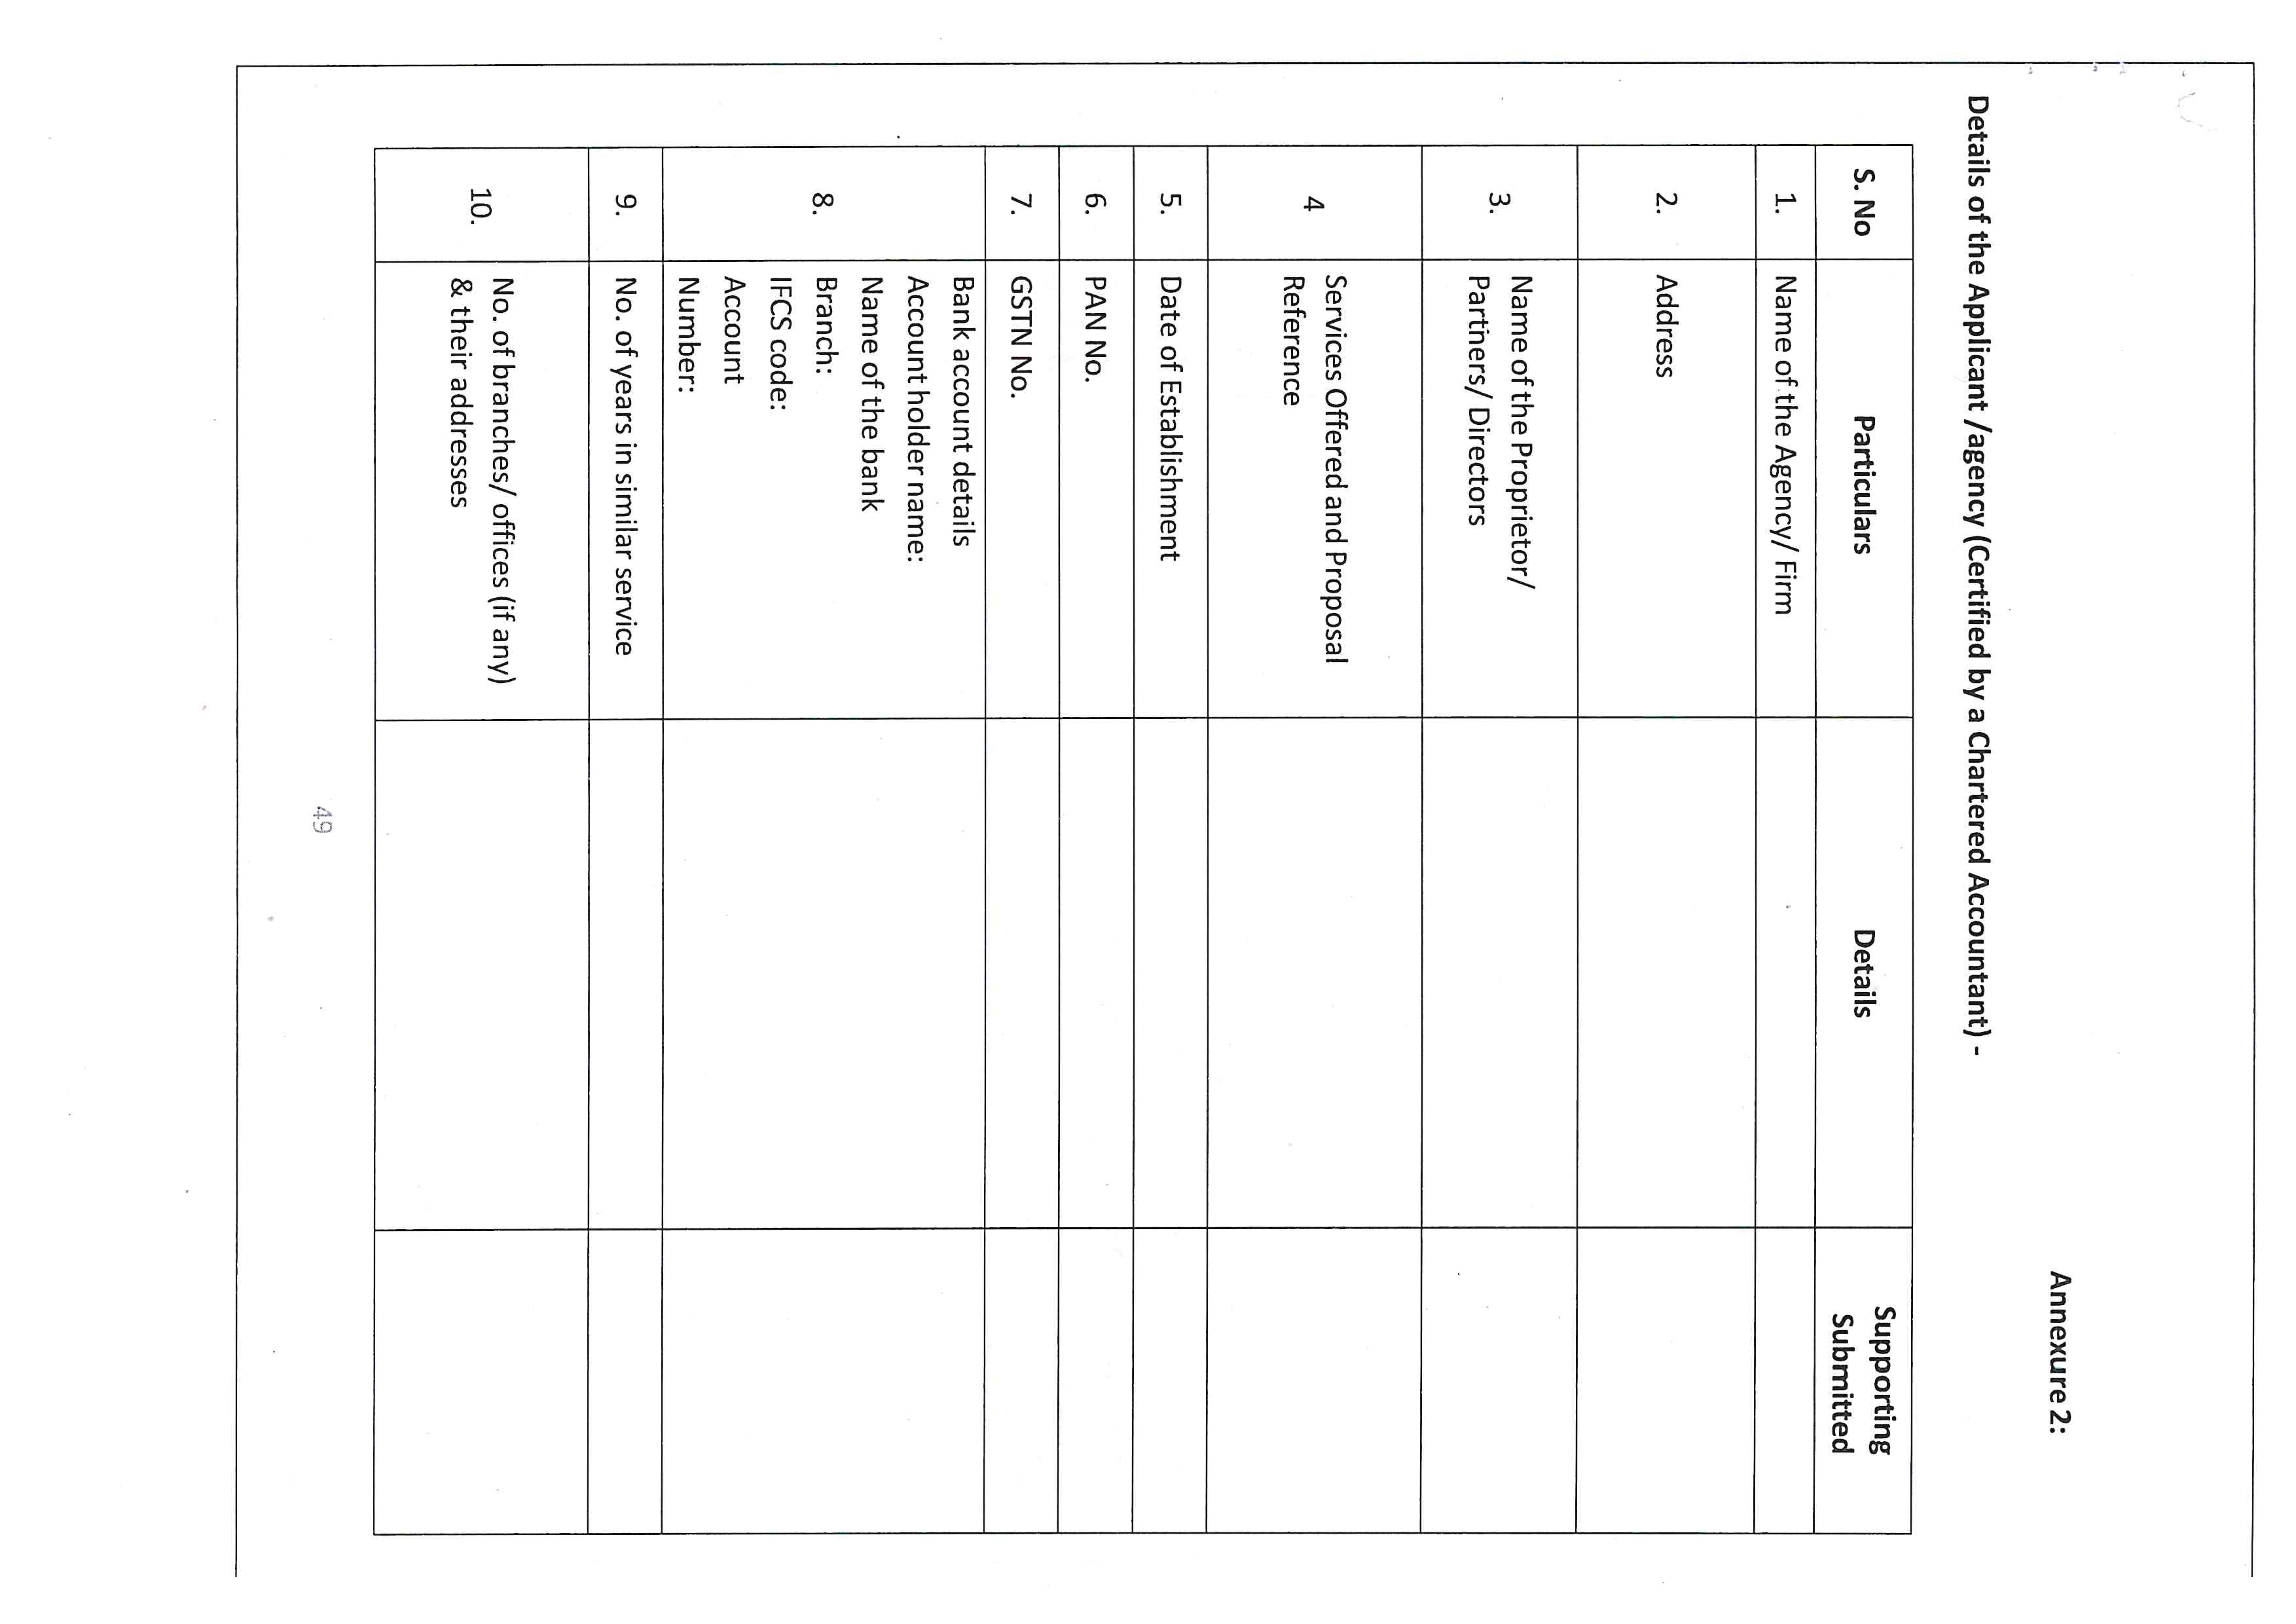 Annexure 2:
Details of the Applicant /agency (Certified by a Chartered Accountant) -
S. No Particulars Details Supporting
Submitted
1. Name of the Agency/ Firm
2. Address
3. Name of the Proprietor/
Partners/ Directors
4 Services Offered and Proposal
Reference
5. Date of Establishment
6. PAN No.
7. GSTN No.
8. Bank account details
Account holder name:
Name of the bank
Branch:
IFCS code:
Account
Number:
9. No. of years in similar service
10. No. of branches/ offices (if any)
& their addresses
49